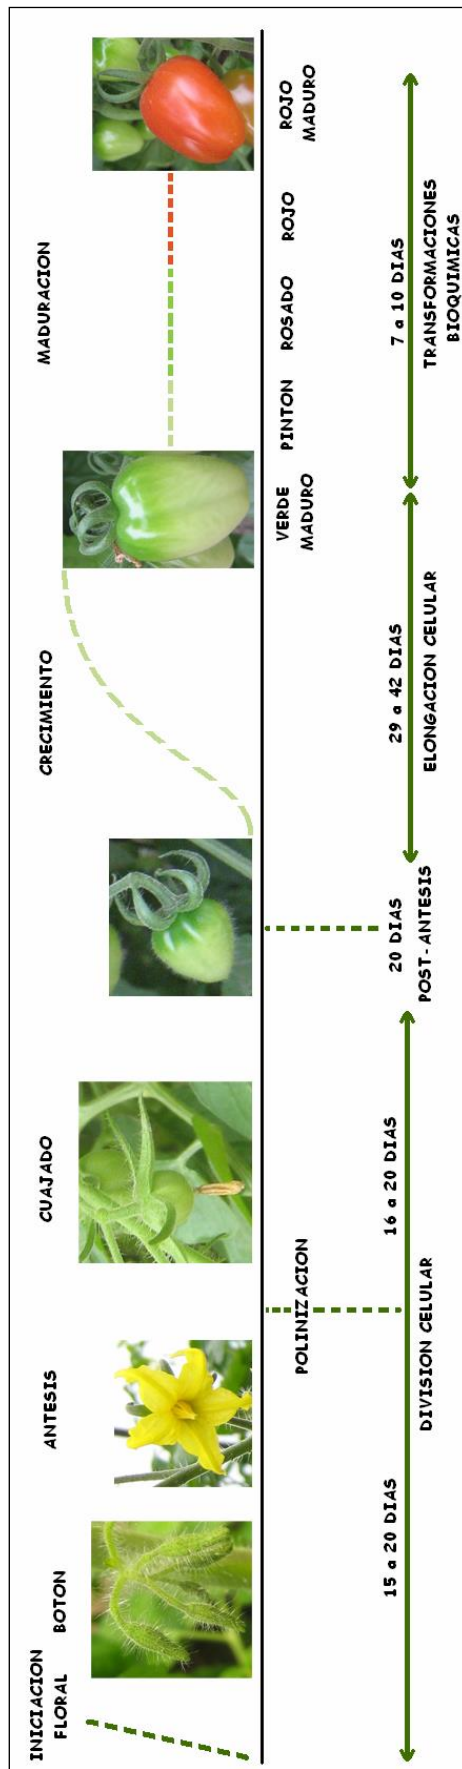 INICIACION
FLORAL
BOTON
ANTESIS
CUAJADO
CRECIMIENTO
MADURACION
POLINIZACION
VERDE
MADURO
PINTON
ROSADO
ROJO
ROJO
MADURO
15 a 20 DIAS
16 a 20 DIAS
DIVISION CELULAR
20 DIAS
POST-ANTESIS
29 a 42 DIAS
ELONGACION CELULAR
7 a 10 DIAS
TRANSFORMACIONES
BIOQUIMICAS